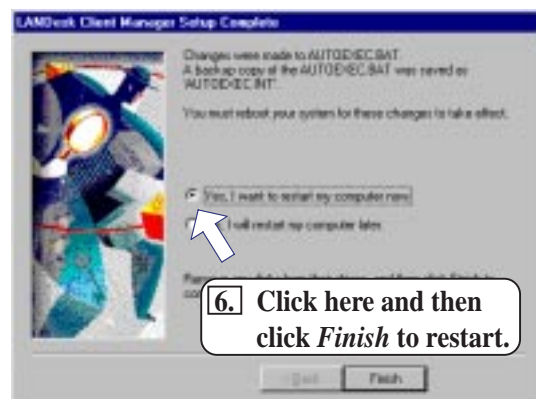 LANDesk Client Manager Setup Complete
Changes were made to AUTOEXEC.BAT.
A backup copy of the AUTOEXEC.BAT was saved as
'AUTOEXEC.INT'.
You must reboot your system for these changes to take effect.
Yes, I want to restart my computer now.
I will restart my computer later.
6. Click here and then
click Finish to restart.
Finish